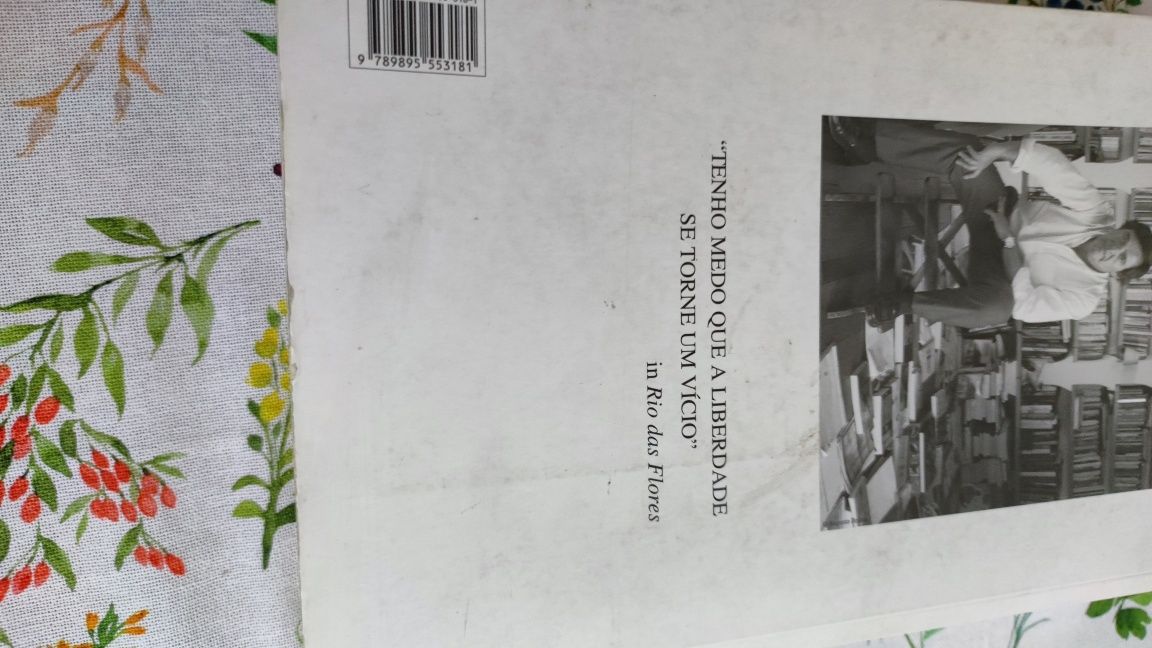 "TENHO MEDO QUE A LIBERDADE
SE TORNE UM VÍCIO"
in Rio das Flores
9 789895 553181